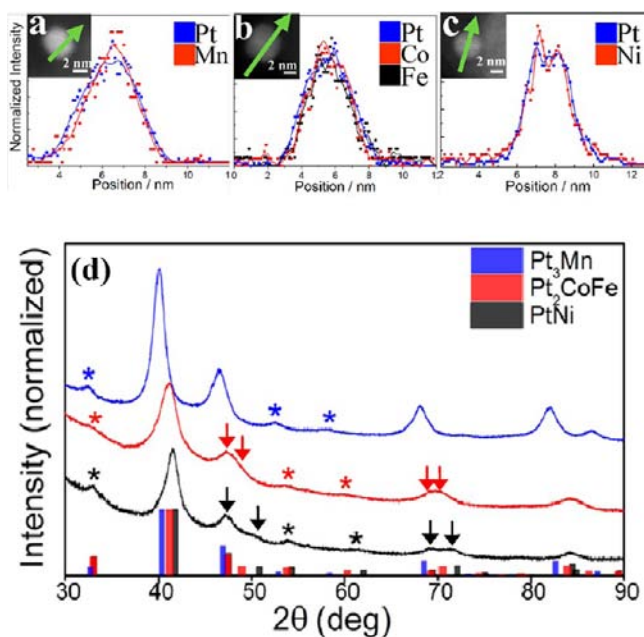 a
2 nm
Pt
Mn
b
2 nm
Pt
Co
Fe
c
2 nm
Pt
Ni
Normalized Intensity
4 6 8 10
Position / nm
0 2 4 6 8 10 12
Position / nm
4 6 8 10 12
Position / nm
(d)
Pt3Mn
Pt2CoFe
PtNi
* * *
* * *
* * *
Intensity (normalized)
30 40 50 60 70 80 90
2θ (deg)